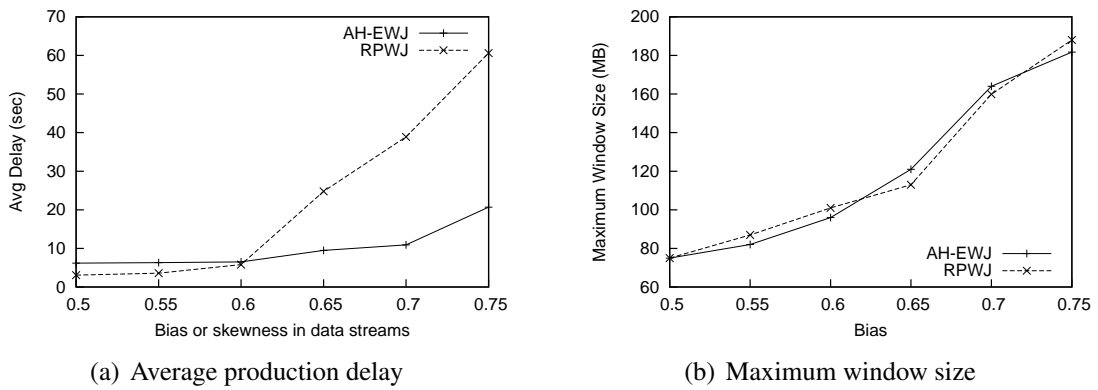 70
60
50
40
30
20
10
0
Avg Delay (sec)
AH-EWJ
RPWJ
0.5 0.55 0.6 0.65 0.7 0.75
Bias or skewness in data streams
(a) Average production delay
200
180
160
140
120
100
80
60
Maximum Window Size (MB)
AH-EWJ
RPWJ
0.5 0.55 0.6 0.65 0.7 0.75
Bias
(b) Maximum window size